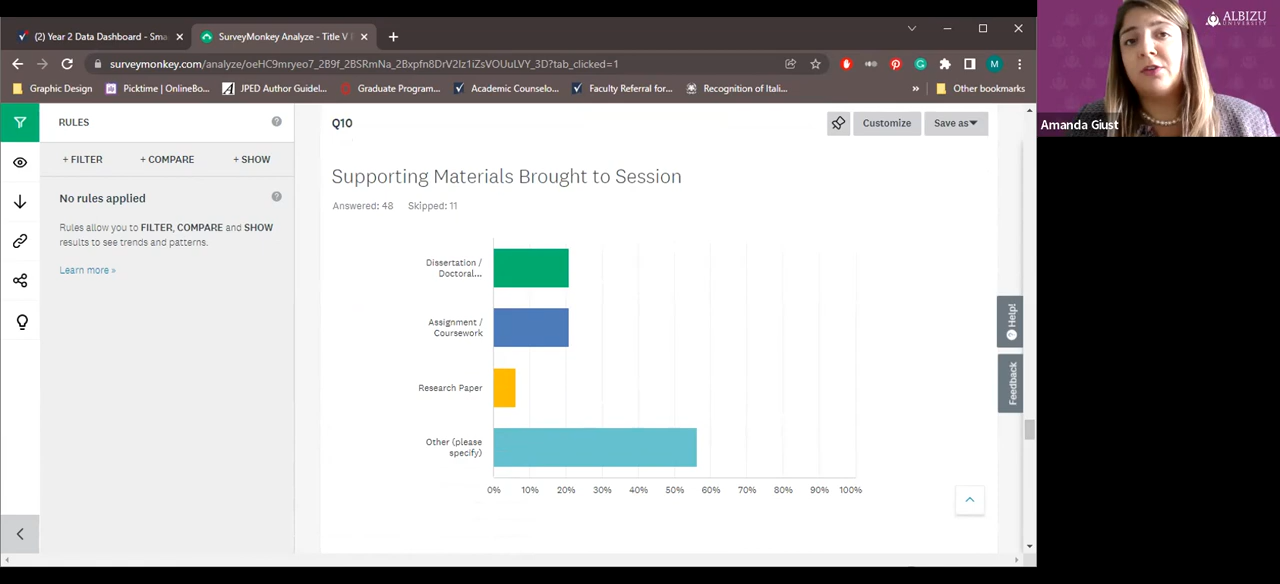 (2) Year 2 Data Dashboard - Sma
SurveyMonkey Analyze - Title V
surveymonkey.com/analyze/oeHC9mryeo7_2B9f_2BSRmNa_2Bxpfn8DrV2Iz1iZsVOUuLVY_3D?tab_clicked=1
M
Graphic Design
Picktime | OnlineBo...
JPED Author Guidel...
Graduate Program...
Academic Counselo...
Faculty Referral for...
Recognition of Itali...
»
Other bookmarks
RULES
+ FILTER
+ COMPARE
+ SHOW
No rules applied
Rules allow you to FILTER, COMPARE and SHOW
results to see trends and patterns.
Learn more »
Q10
Customize
Save as
Supporting Materials Brought to Session
Answered: 48 Skipped: 11
Dissertation /
Doctoral...
Assignment /
Coursework
Research Paper
Other (please
specify)
0% 10% 20% 30% 40% 50% 60% 70% 80% 90% 100%
Help!
Feedback
ALBIZU
UNIVERSITY
Amanda Giust